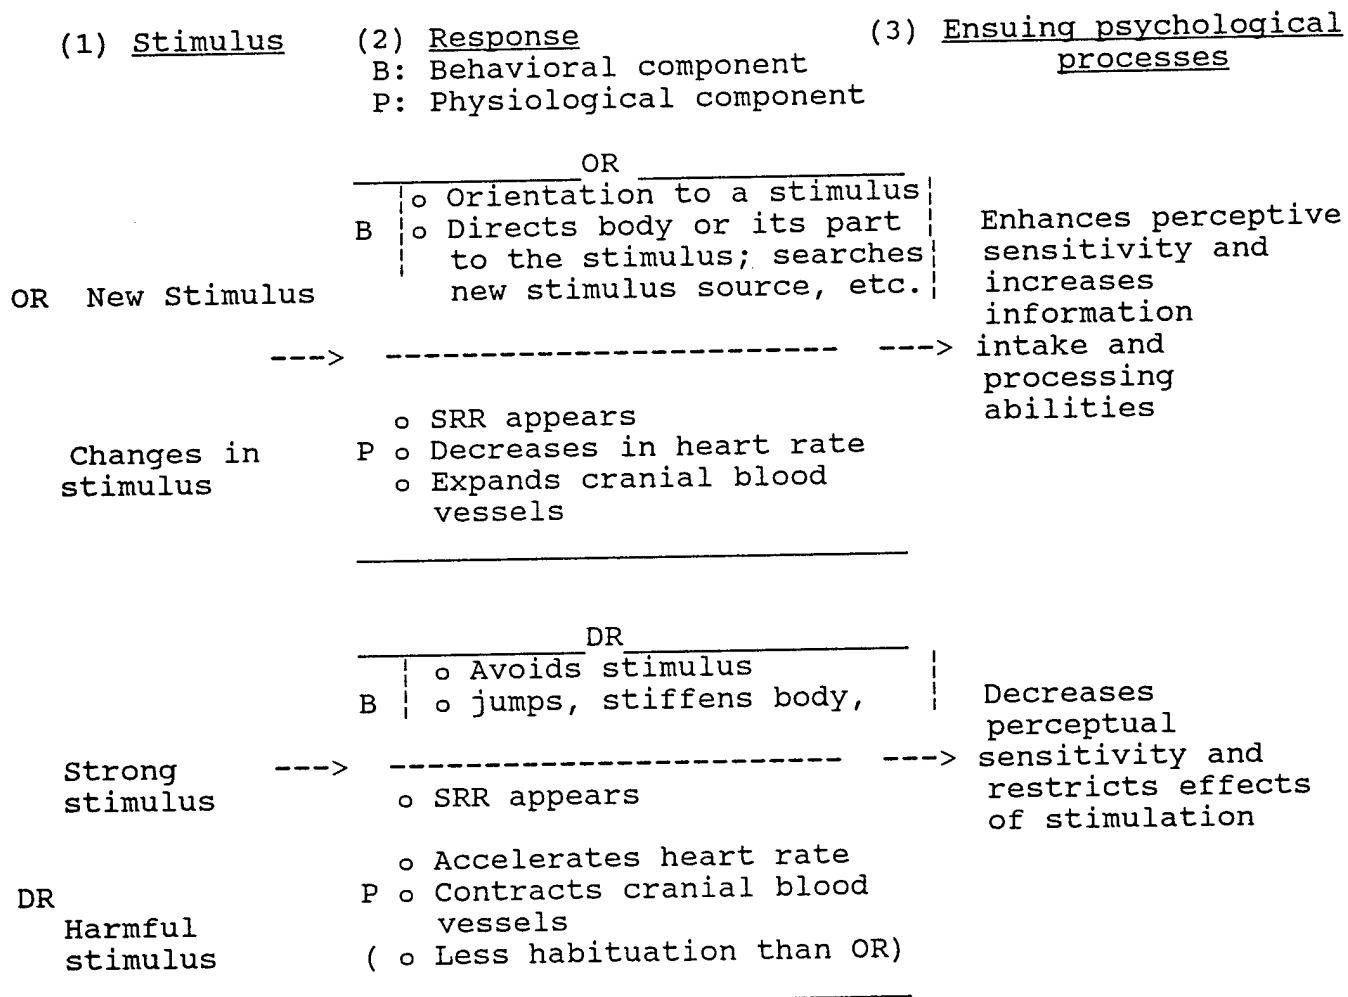 (1) Stimulus (2) Response (3) Ensuing psychological
B: Behavioral component processes
P: Physiological component
OR
o Orientation to a stimulus
B o Directs body or its part Enhances perceptive
to the stimulus; searches sensitivity and
OR New Stimulus new stimulus source, etc. increases
information
---> ------------------------ ---> intake and
processing
o SRR appears abilities
Changes in P o Decreases in heart rate
stimulus o Expands cranial blood
vessels
DR
o Avoids stimulus
B o jumps, stiffens body, Decreases
perceptual
Strong ---> ------------------------ ---> sensitivity and
stimulus o SRR appears restricts effects
of stimulation
o Accelerates heart rate
DR P o Contracts cranial blood
Harmful vessels
stimulus ( o Less habituation than OR)